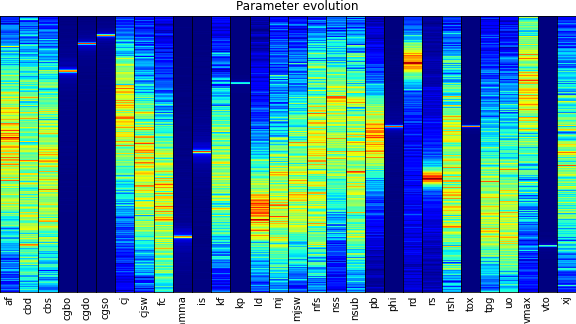 Parameter evolution
af
cbd
cbs
cgbo
cgdo
cgso
cj
cjsw
fc
is
kf
kp
ld
mj
mjsw
nfs
nss
nsub
pb
phi
rd
rs
rsh
tox
tpg
uo
vmax
vto
xj